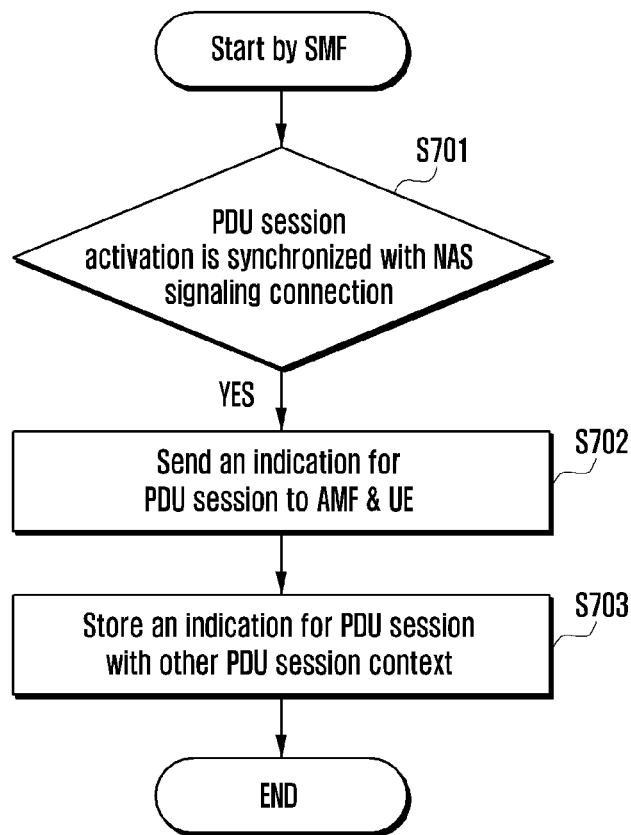 Start by SMF
S701
PDU session
activation is synchronized with NAS
signaling connection
YES
S702
Send an indication for
PDU session to AMF & UE
S703
Store an indication for PDU session
with other PDU session context
END